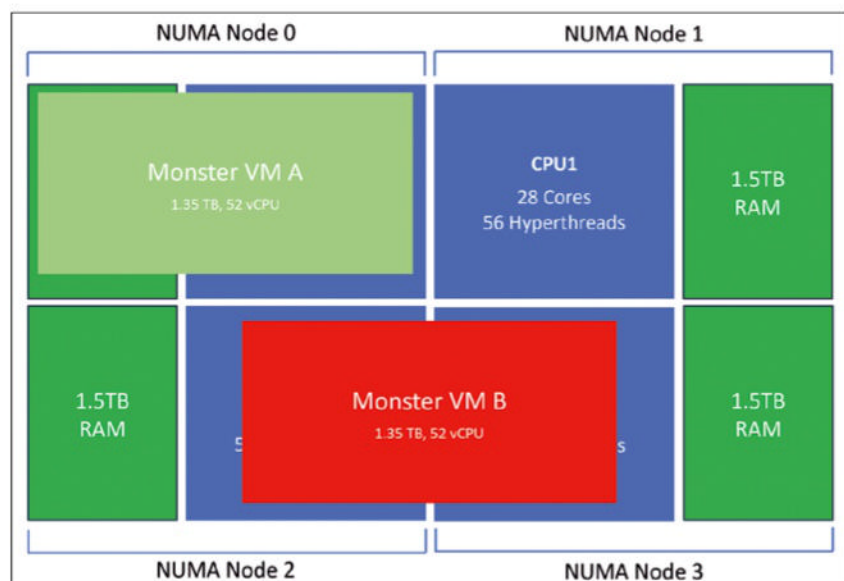 NUMA Node 0
NUMA Node 1
Monster VM A
1.35 TB, 52 vCPU
CPU1
28 Cores
56 Hyperthreads
1.5TB
RAM
1.5TB
RAM
5
Monster VM B
1.35 TB, 52 vCPU
s
1.5TB
RAM
NUMA Node 2
NUMA Node 3